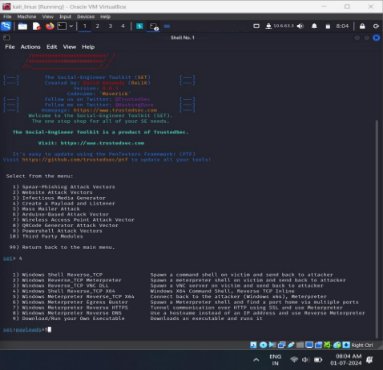 kali_linux [Running] - Oracle VM VirtualBox
File Machine View Input Devices Help
1 2 3 4
8:04
Shell No. 1
File Actions Edit View Help
[---] The Social-Engineer Toolkit (SET) [---]
[---] Created by: David Kennedy (ReL1K) [---]
Version: 8.0.3
Codename: 'Maverick'
[---] Follow us on Twitter: @TrustedSec [---]
[---] Follow me on Twitter: @HackingDave [---]
[---] Homepage: https://www.trustedsec.com [---]
Welcome to the Social-Engineer Toolkit (SET).
The one stop shop for all of your SE needs.
The Social-Engineer Toolkit is a product of TrustedSec.
Visit: https://www.trustedsec.com
It's easy to update using the PenTesters Framework! (PTF)
Visit https://github.com/trustedsec/ptf to update all your tools!
Select from the menu:
1) Spear-Phishing Attack Vectors
2) Website Attack Vectors
3) Infectious Media Generator
4) Create a Payload and Listener
5) Mass Mailer Attack
6) Arduino-Based Attack Vector
7) Wireless Access Point Attack Vector
8) QRCode Generator Attack Vector
9) Powershell Attack Vectors
10) Third Party Modules
99) Return back to the main menu.
set> 4
1) Windows Shell Reverse_TCP Spawn a command shell on victim and send back to attacker
2) Windows Reverse_TCP Meterpreter Spawn a meterpreter shell on victim and send back to attacker
3) Windows Reverse_TCP VNC DLL Spawn a VNC server on victim and send back to attacker
4) Windows Shell Reverse_TCP X64 Windows X64 Command Shell, Reverse TCP Inline
5) Windows Meterpreter Reverse_TCP X64 Connect back to the attacker (Windows x64), Meterpreter
6) Windows Meterpreter Egress Buster Spawn a meterpreter shell and find a port home via multiple ports
7) Windows Meterpreter Reverse HTTPS Tunnel communication over HTTP using SSL and use Meterpreter
8) Windows Meterpreter Reverse DNS Use a hostname instead of an IP address and use Reverse Meterpreter
9) Download/Run your Own Executable Downloads an executable and runs it
set:payloads>1
Right Ctrl
ENG
IN
08:04 AM
01-07-2024